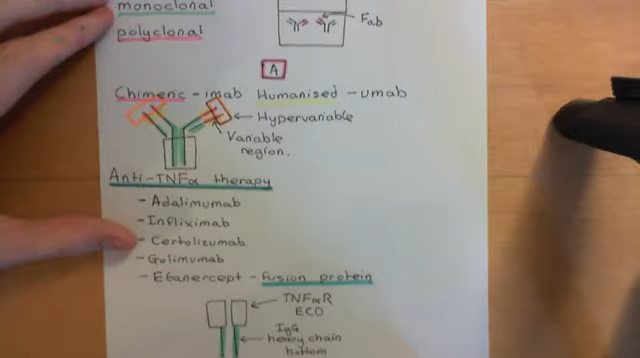 monoclonal
polyclonal
Fab
A
Chimeric - imab Humanised - umab
Hypervariable
Variable
region.
Anti-TNFα therapy
- Adalimumab
- Infliximab
- Certolizumab
- Golimumab
- Etanercept - fusion protein
TNFαR
ECD
IgG
heavy chain
bottom